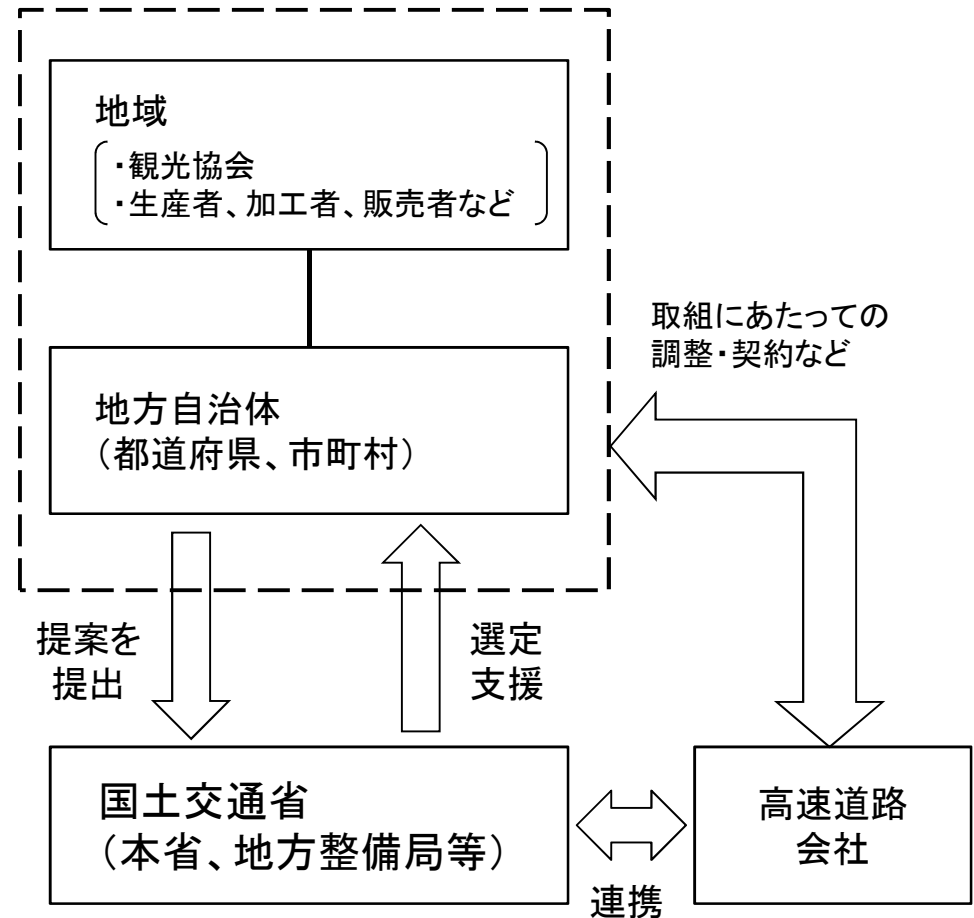 地域
・観光協会
・生産者、加工者、販売者など
取組にあたっての
調整・契約など
地方自治体
（都道府県、市町村）
提案を
提出
選定
支援
国土交通省
（本省、地方整備局等）
高速道路
会社
連携